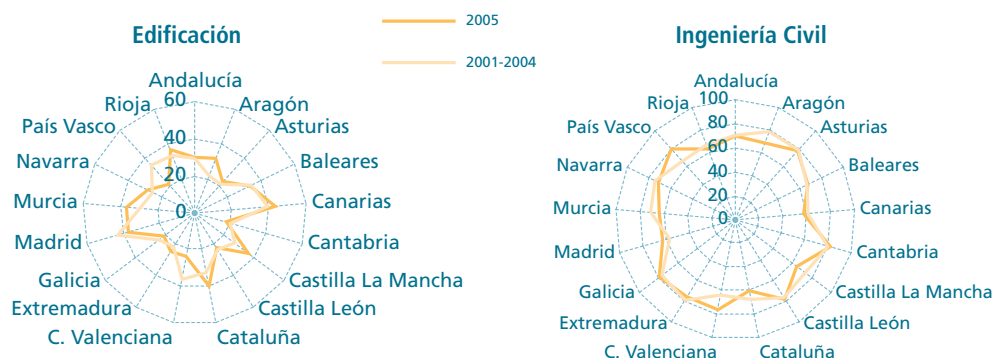 2005
Edificación
Ingeniería Civil
2001-2004
Andalucía
Aragón
Asturias
Baleares
Canarias
Cantabria
Castilla La Mancha
Castilla León
Cataluña
C. Valenciana
Extremadura
Galicia
Madrid
Murcia
Navarra
País Vasco
Rioja
60
40
20
0
Andalucía
Aragón
Asturias
Baleares
Canarias
Cantabria
Castilla La Mancha
Castilla León
Cataluña
C. Valenciana
Extremadura
Galicia
Madrid
Murcia
Navarra
País Vasco
Rioja
100
80
60
40
20
0